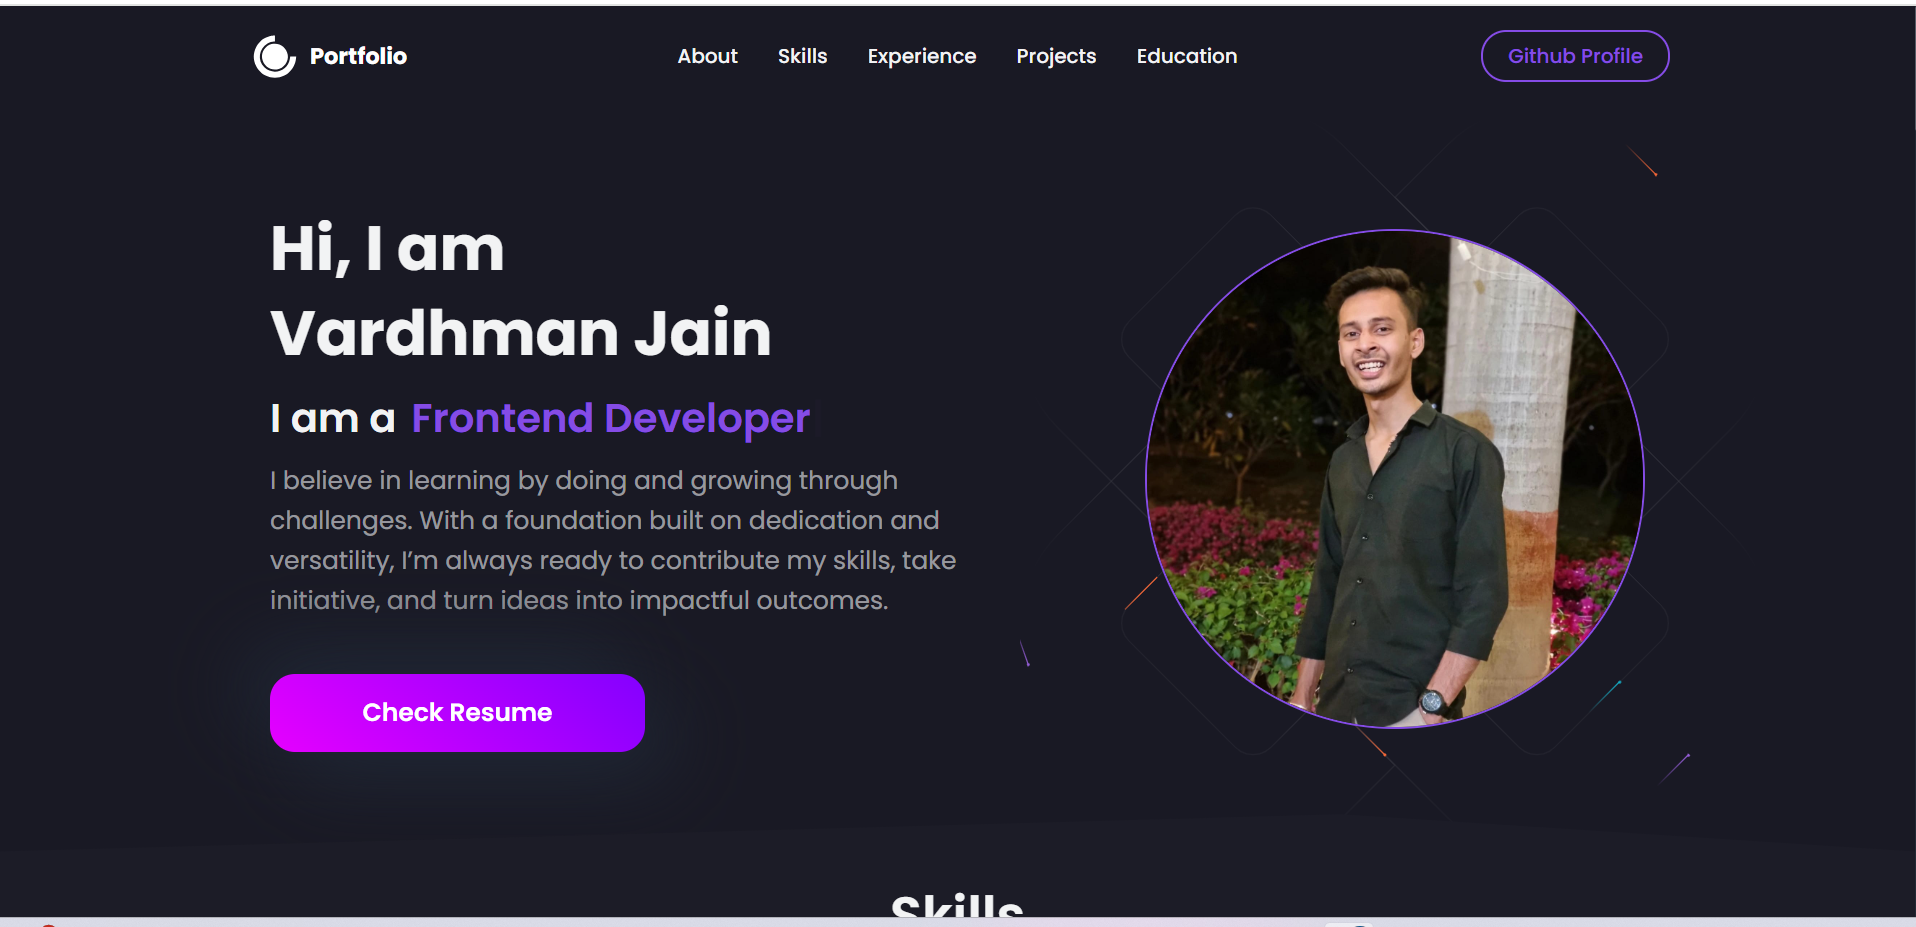 Portfolio
About Skills Experience Projects Education
Github Profile
Hi, I am
Vardhman Jain
I am a Frontend Developer
I believe in learning by doing and growing through
challenges. With a foundation built on dedication and
versatility, I’m always ready to contribute my skills, take
initiative, and turn ideas into impactful outcomes.
Check Resume
Skills